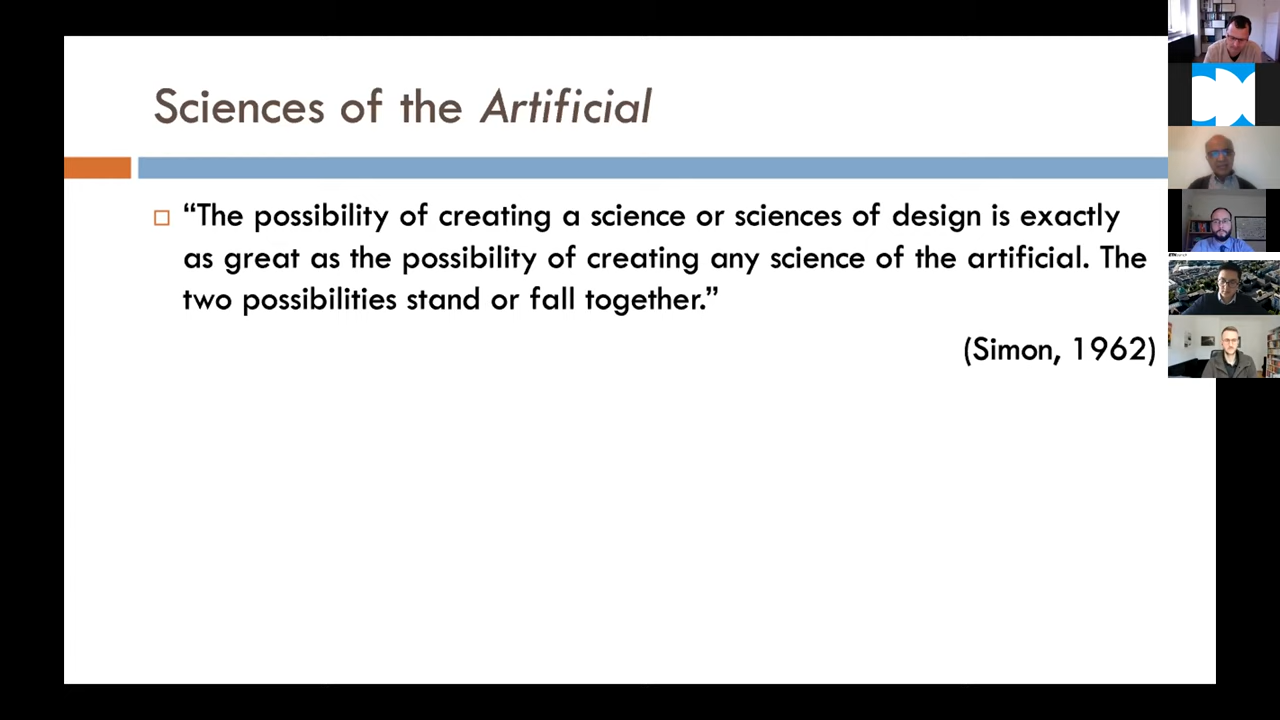 Sciences of the Artificial
“The possibility of creating a science or sciences of design is exactly
as great as the possibility of creating any science of the artificial. The
two possibilities stand or fall together.”
(Simon, 1962)